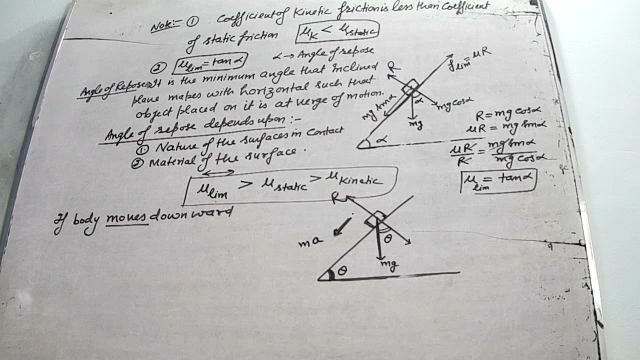 Note:- ① Coefficient of Kinetic friction is less than Coefficient
of static friction μK < μstatic
② μlim = tanα α → Angle of repose
Angle of Repose:- It is the minimum angle that inclined
plane makes with horizontal such that
object placed on it is at verge of motion.
Angle of repose depends upon :-
① Nature of the surfaces in contact
② Material of the surface.
μlim > μstatic > μkinetic
If body moves downward
R
flim = μR
mg sinα
α
mg cosα
mg
α
R = mg cosα
μR = mg sinα
μR/R = mg sinα/mg cosα
μlim = tanα
R
ma
θ
mg
θ